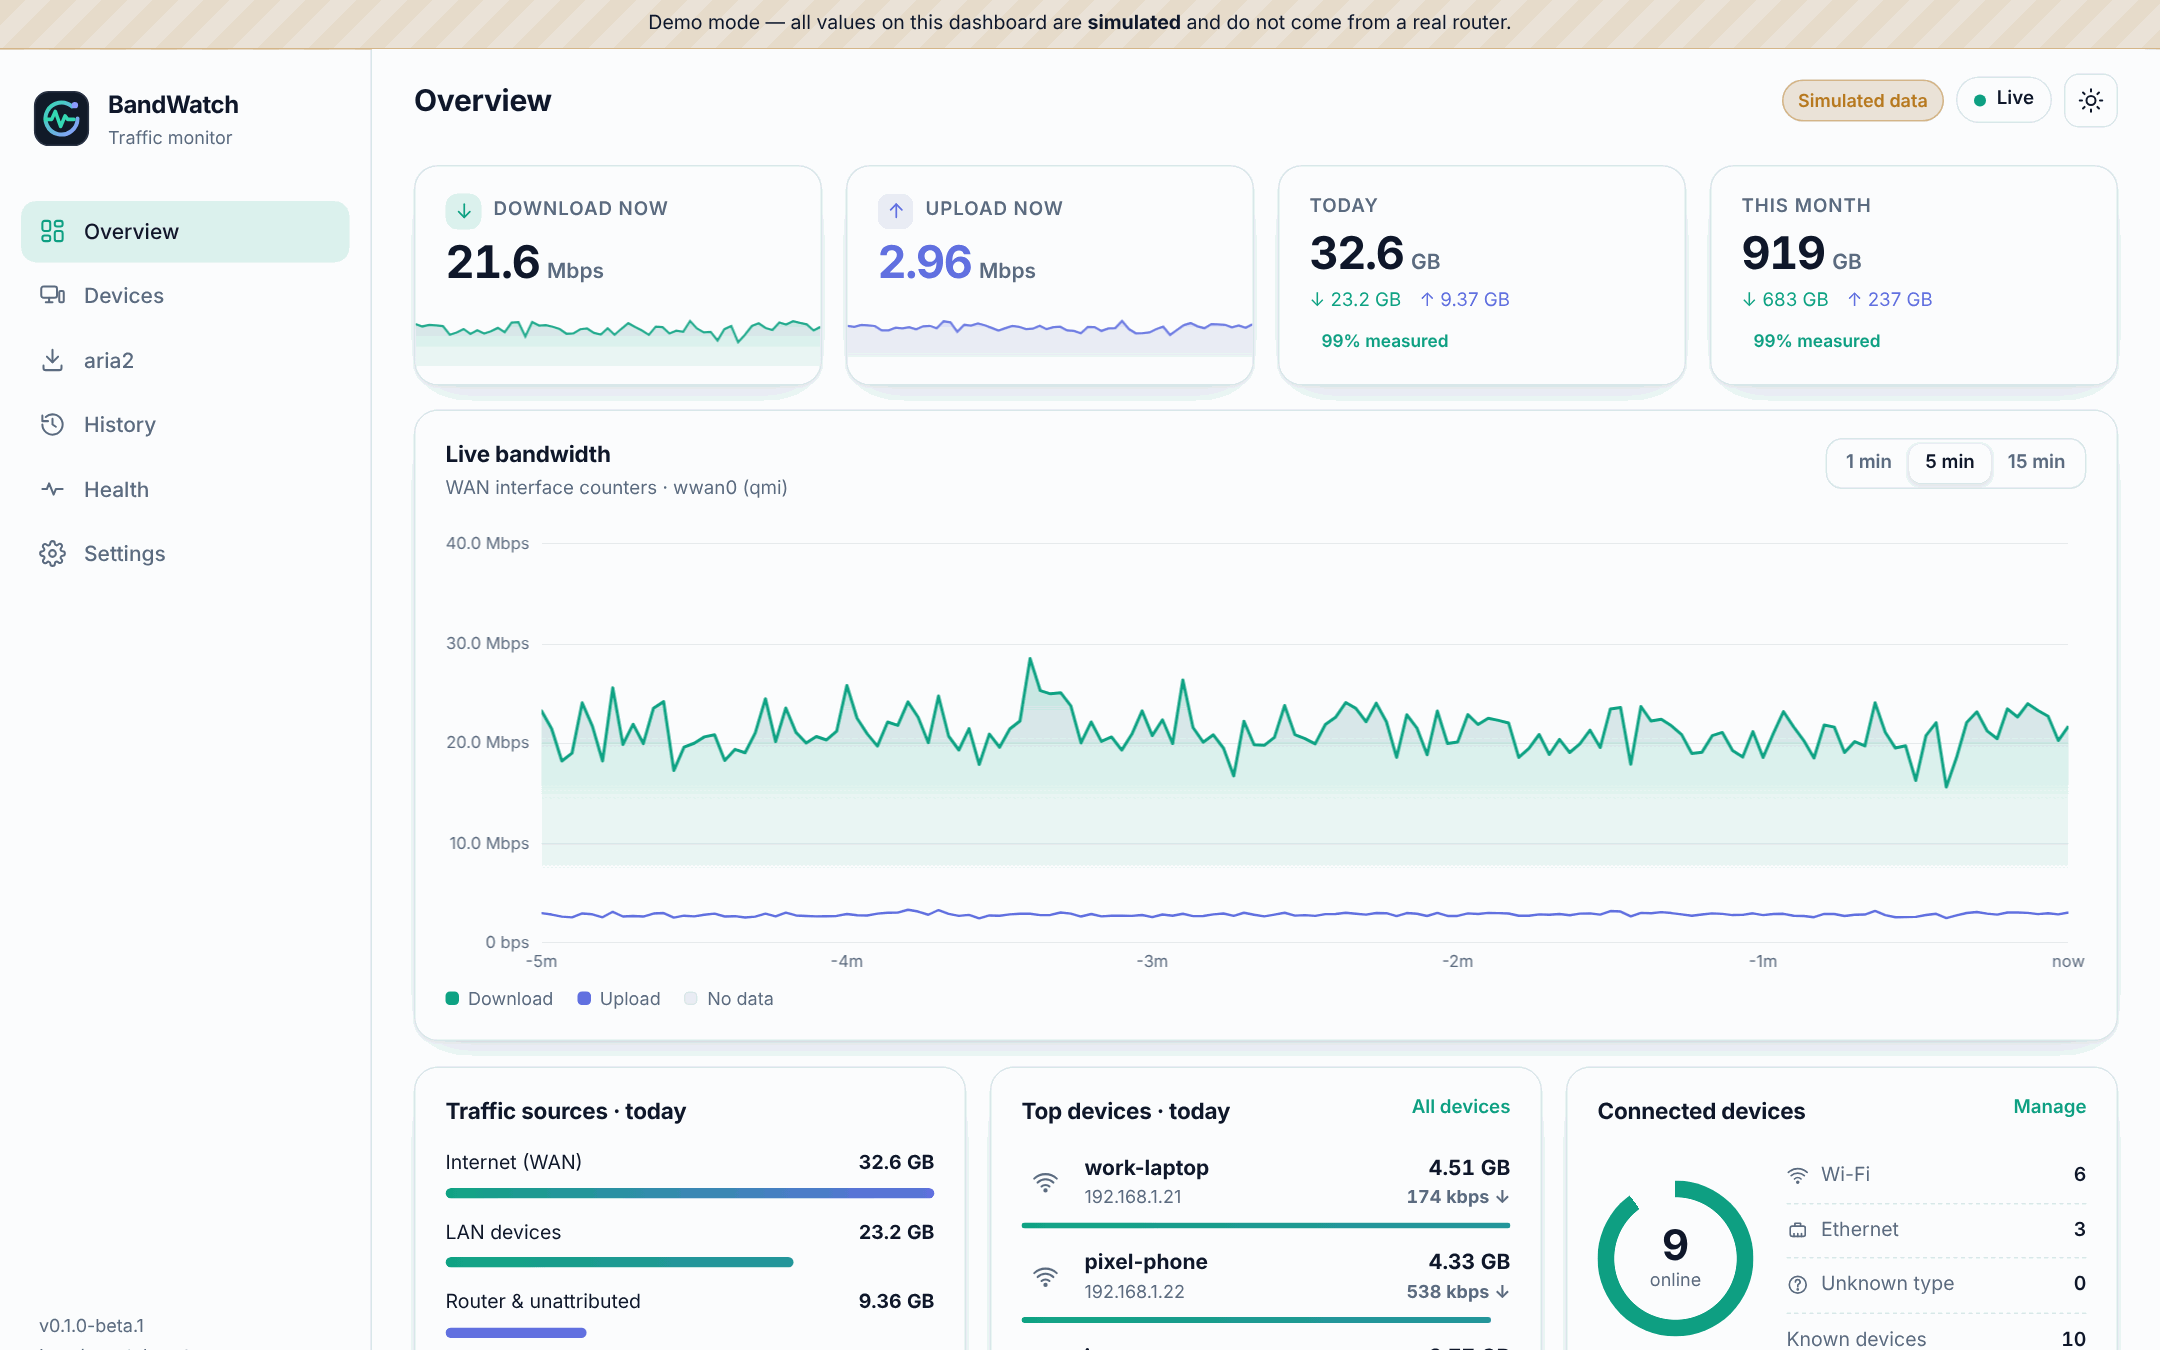 Demo mode — all values on this dashboard are simulated and do not come from a real router.
BandWatch
Traffic monitor
Overview
Devices
aria2
History
Health
Settings
v0.1.0-beta.1
Overview
Simulated data
Live
DOWNLOAD NOW
21.6 Mbps
UPLOAD NOW
2.96 Mbps
TODAY
32.6 GB
↓ 23.2 GB ↑ 9.37 GB
99% measured
THIS MONTH
919 GB
↓ 683 GB ↑ 237 GB
99% measured
Live bandwidth
WAN interface counters · wwan0 (qmi)
1 min 5 min 15 min
40.0 Mbps
30.0 Mbps
20.0 Mbps
10.0 Mbps
0 bps
-5m -4m -3m -2m -1m now
Download Upload No data
Traffic sources · today
Internet (WAN) 32.6 GB
LAN devices 23.2 GB
Router & unattributed 9.36 GB
Top devices · today All devices
work-laptop 4.51 GB
192.168.1.21 174 kbps ↓
pixel-phone 4.33 GB
192.168.1.22 538 kbps ↓
Connected devices Manage
9
online
Wi-Fi 6
Ethernet 3
Unknown type 0
Known devices 10